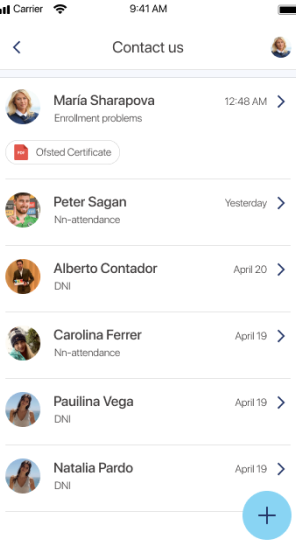 Carrier 9:41 AM
Contact us
María Sharapova 12:48 AM
Enrollment problems
PDF Ofsted Certificate
Peter Sagan Yesterday
Nn-attendance
Alberto Contador April 20
DNI
Carolina Ferrer April 19
Nn-attendance
Pauilina Vega April 19
DNI
Natalia Pardo April 19
DNI